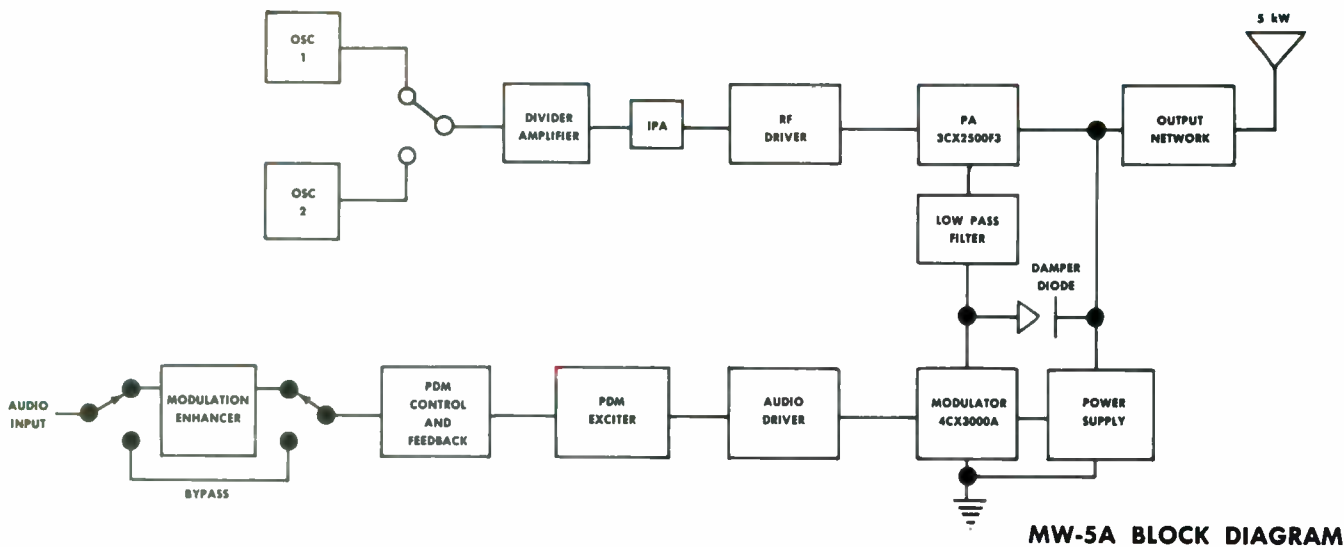 5 kW
OSC
1
DIVIDER
AMPLIFIER
IPA
RF
DRIVER
PA
3CX2500F3
OUTPUT
NETWORK
OSC
2
LOW PASS
FILTER
DAMPER
DIODE
AUDIO
INPUT
MODULATION
ENHANCER
BYPASS
PDM
CONTROL
AND
FEEDBACK
PDM
EXCITER
AUDIO
DRIVER
MODULATOR
4CX3000A
POWER
SUPPLY
MW-5A BLOCK DIAGRAM